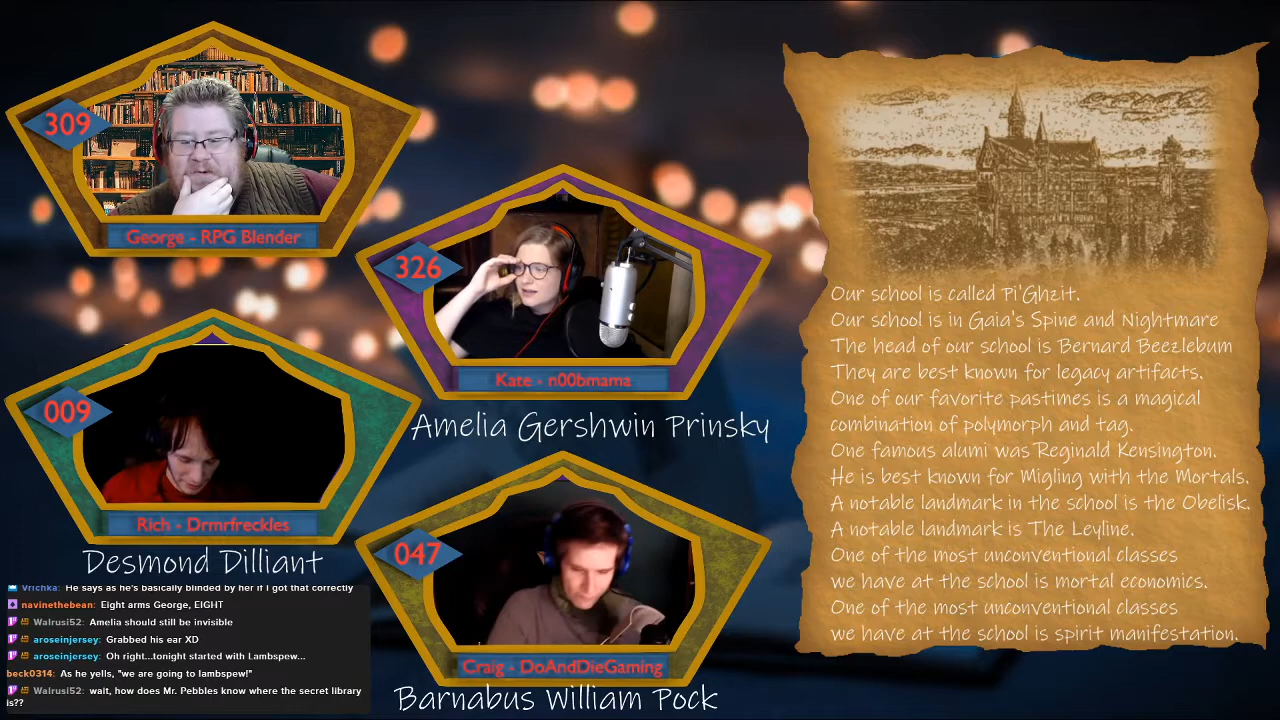 309
George - RPG Blender
326
Kate - n00bmama
Amelia Gershwin Prinsky
009
Rich - Drmrfreckles
Desmond Dilliant
047
Craig - DoAndDieGaming
Barnabus William Pock
Vrichka: He says as he's basically blinded by her if I got that correctly
navinethebean: Eight arms George, EIGHT
Walrusi52: Amelia should still be invisible
aroseinjersey: Grabbed his ear XD
aroseinjersey: Oh right...tonight started with Lambspew...
beck0314: As he yells, "we are going to lambspew!"
Walrusi52: wait, how does Mr. Pebbles know where the secret library
is??
Our school is called Pi'Ghzit.
Our school is in Gaia's Spine and Nightmare
The head of our school is Bernard Beezlebum
They are best known for legacy artifacts.
One of our favorite pastimes is a magical
combination of polymorph and tag.
One famous alumi was Reginald Kensington.
He is best known for Migling with the Mortals.
A notable landmark in the school is the Obelisk.
A notable landmark is The Leyline.
One of the most unconventional classes
we have at the school is mortal economics.
One of the most unconventional classes
we have at the school is spirit manifestation.